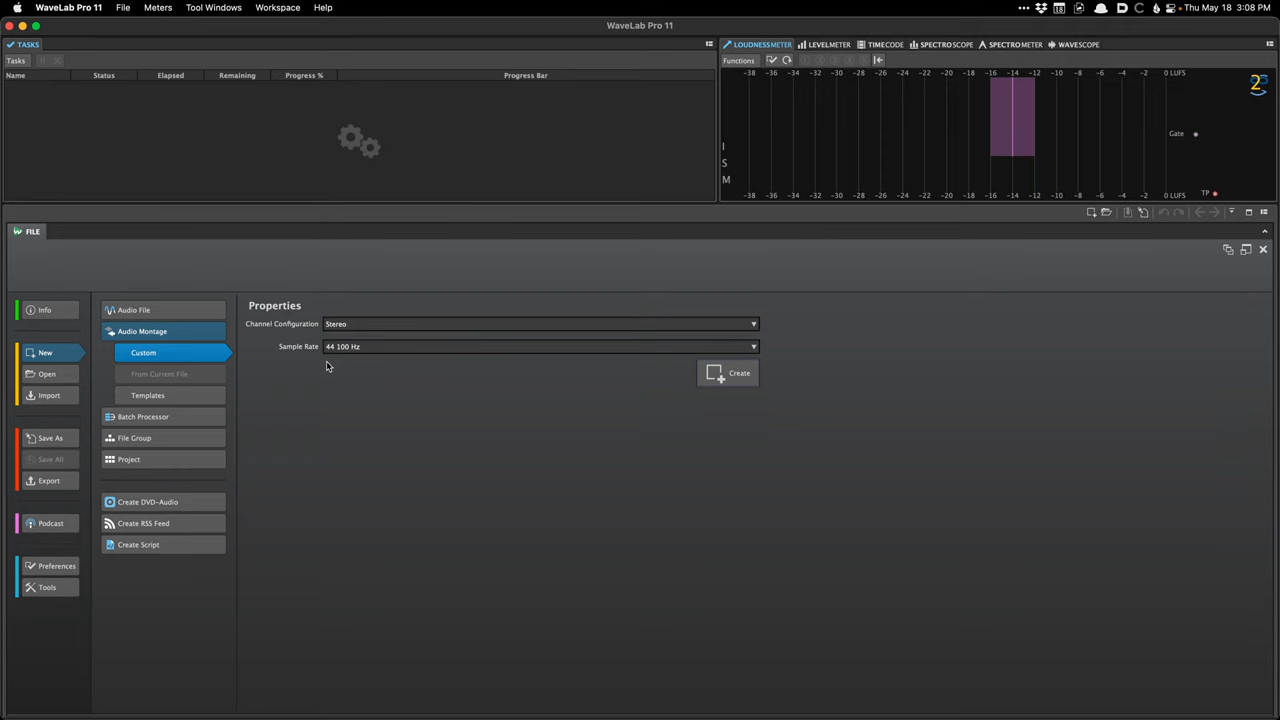 WaveLab Pro 11 File Meters Tool Windows Workspace Help 18 Thu May 18 3:08 PM
WaveLab Pro 11
TASKS
Tasks
Name Status Elapsed Remaining Progress % Progress Bar
LOUDNESSMETER LEVELMETER TIMECODE SPECTROSCOPE SPECTROMETER WAVESCOPE
Functions
-38 -36 -34 -32 -30 -28 -26 -24 -22 -20 -18 -16 -14 -12 -10 -8 -6 -4 -2 0 LUFS
2
Gate
I
S
M
TP
-38 -36 -34 -32 -30 -28 -26 -24 -22 -20 -18 -16 -14 -12 -10 -8 -6 -4 -2 0 LUFS
FILE
Info
New
Open
Import
Save As
Save All
Export
Podcast
Preferences
Tools
Audio File
Audio Montage
Custom
From Current File
Templates
Batch Processor
File Group
Project
Create DVD-Audio
Create RSS Feed
Create Script
Properties
Channel Configuration Stereo
Sample Rate 44 100 Hz
Create